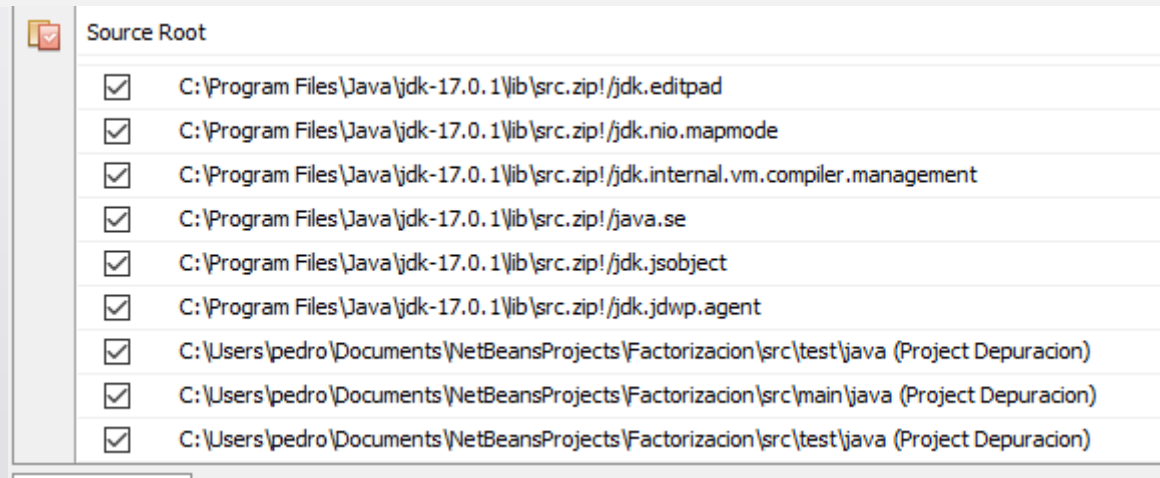 Source Root
C:\Program Files\Java\jdk-17.0.1\lib\src.zip!/jdk.editpad
C:\Program Files\Java\jdk-17.0.1\lib\src.zip!/jdk.nio.mapmode
C:\Program Files\Java\jdk-17.0.1\lib\src.zip!/jdk.internal.vm.compiler.management
C:\Program Files\Java\jdk-17.0.1\lib\src.zip!/java.se
C:\Program Files\Java\jdk-17.0.1\lib\src.zip!/jdk.jsobject
C:\Program Files\Java\jdk-17.0.1\lib\src.zip!/jdk.jdwp.agent
C:\Users\pedro\Documents\NetBeansProjects\Factorizacion\src\test\java (Project Depuracion)
C:\Users\pedro\Documents\NetBeansProjects\Factorizacion\src\main\java (Project Depuracion)
C:\Users\pedro\Documents\NetBeansProjects\Factorizacion\src\test\java (Project Depuracion)